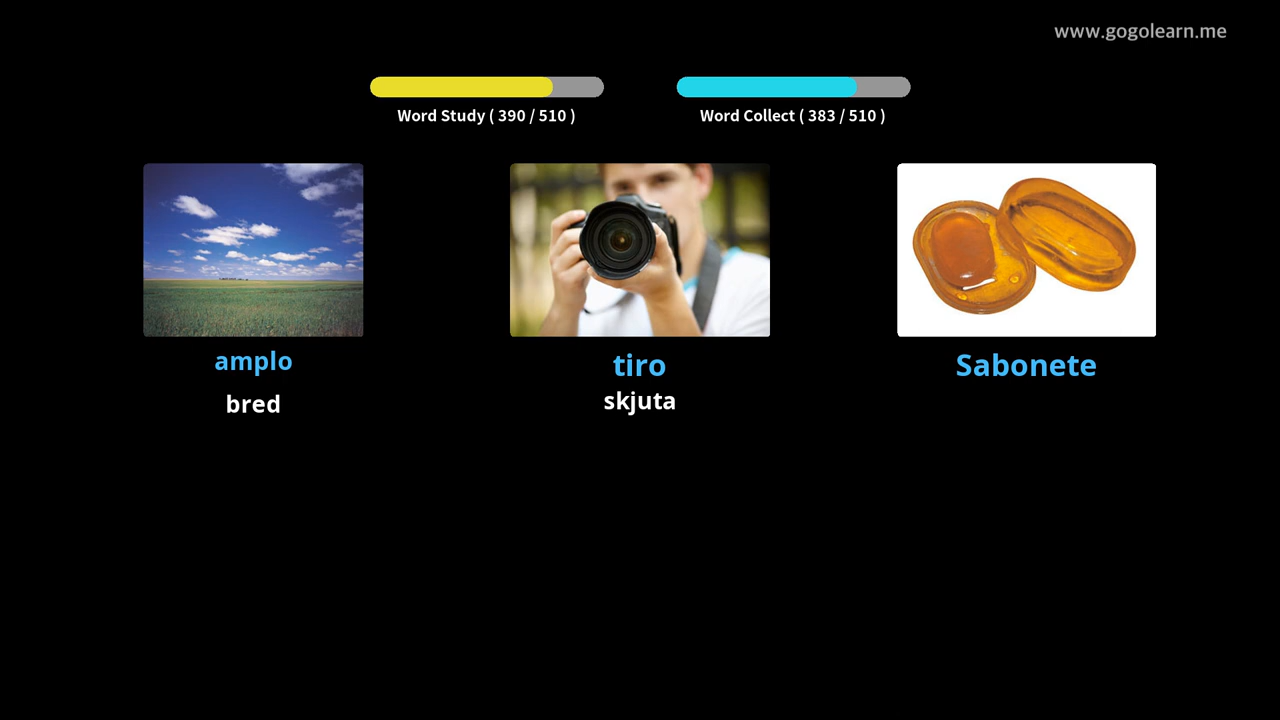 www.gogolearn.me
Word Study ( 390 / 510 )
Word Collect ( 383 / 510 )
amplo
bred
tiro
skjuta
Sabonete